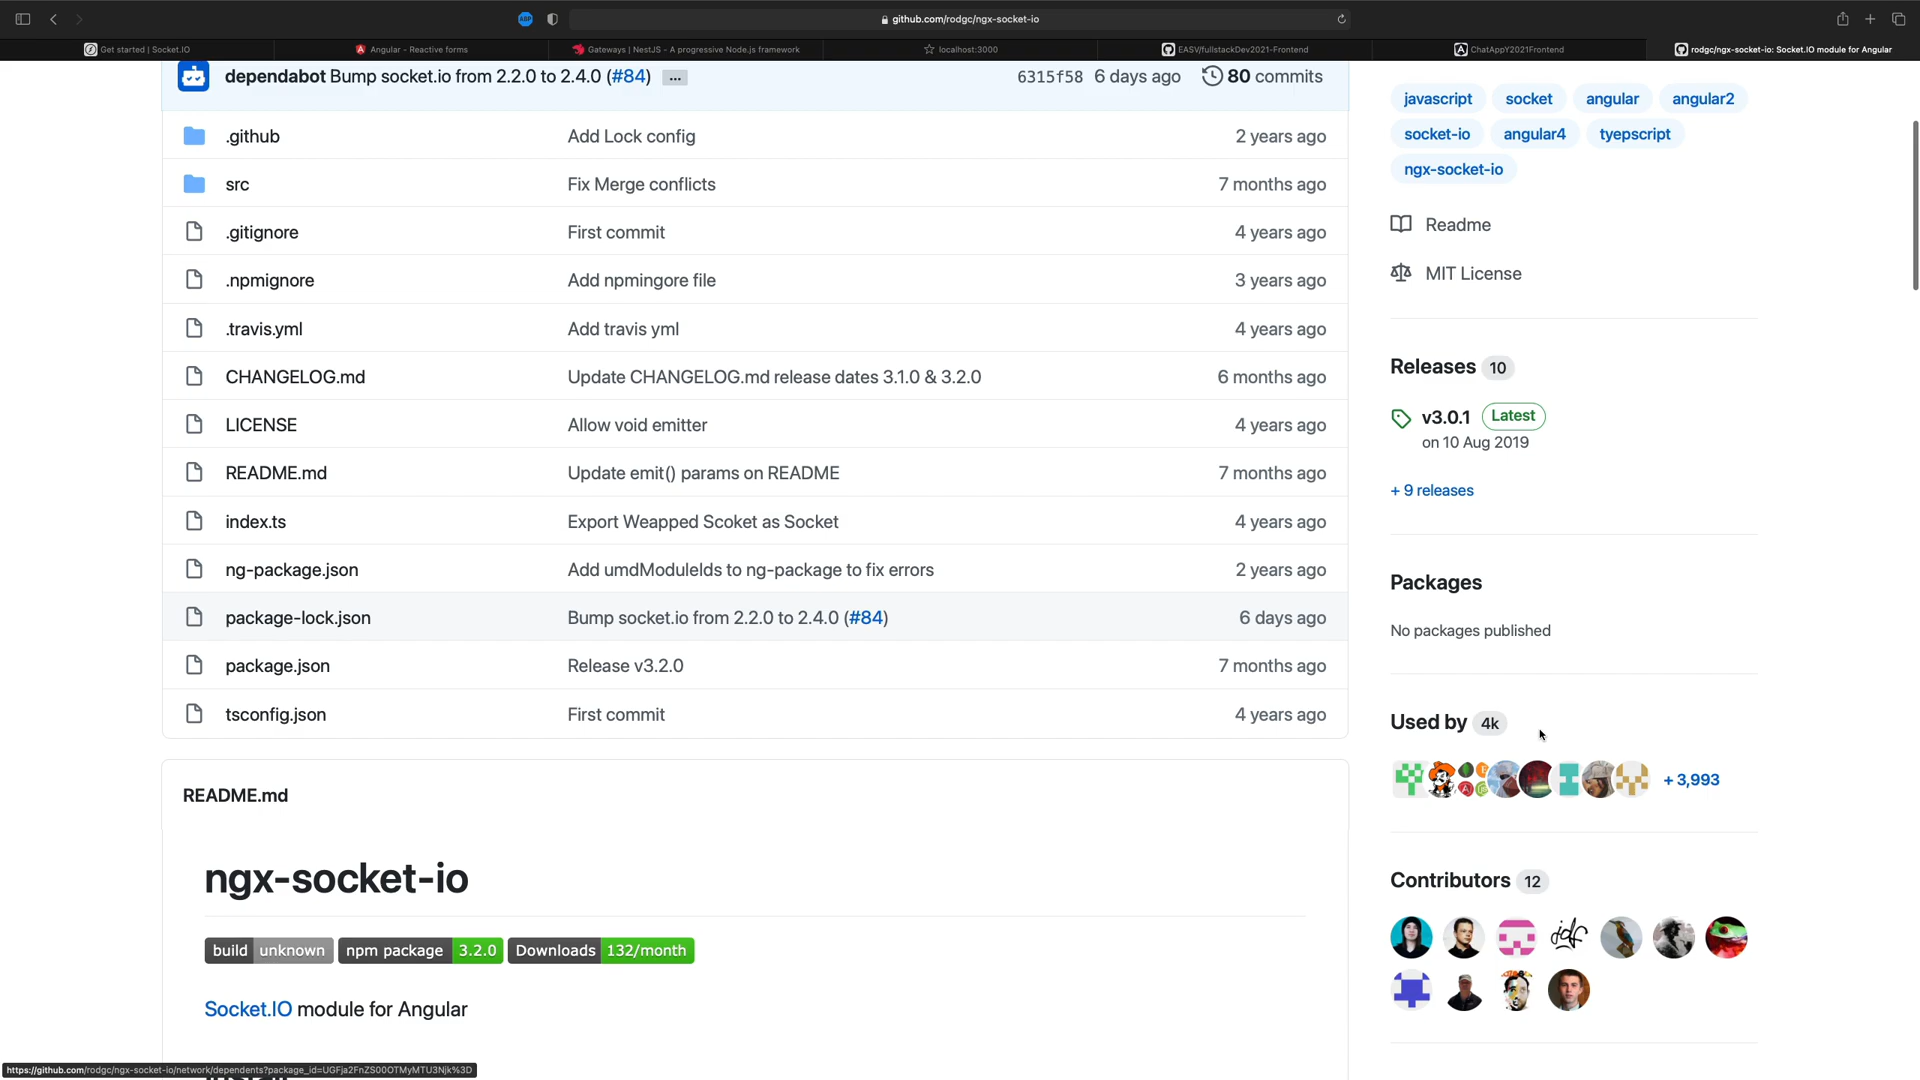 github.com/rodgc/ngx-socket-io
Get started | Socket.IO
Angular - Reactive forms
Gateways | NestJS - A progressive Node.js framework
localhost:3000
EASV/fullstackDev2021-Frontend
ChatAppY2021Frontend
rodgc/ngx-socket-io: Socket.IO module for Angular
dependabot Bump socket.io from 2.2.0 to 2.4.0 (#84) ...
6315f58 6 days ago 80 commits
.github Add Lock config 2 years ago
src Fix Merge conflicts 7 months ago
.gitignore First commit 4 years ago
.npmignore Add npmingore file 3 years ago
.travis.yml Add travis yml 4 years ago
CHANGELOG.md Update CHANGELOG.md release dates 3.1.0 & 3.2.0 6 months ago
LICENSE Allow void emitter 4 years ago
README.md Update emit() params on README 7 months ago
index.ts Export Weapped Scoket as Socket 4 years ago
ng-package.json Add umdModuleIds to ng-package to fix errors 2 years ago
package-lock.json Bump socket.io from 2.2.0 to 2.4.0 (#84) 6 days ago
package.json Release v3.2.0 7 months ago
tsconfig.json First commit 4 years ago
README.md
ngx-socket-io
build unknown npm package 3.2.0 Downloads 132/month
Socket.IO module for Angular
javascript socket angular angular2
socket-io angular4 tyepscript
ngx-socket-io
Readme
MIT License
Releases 10
v3.0.1 Latest
on 10 Aug 2019
+ 9 releases
Packages
No packages published
Used by 4k
+ 3,993
Contributors 12